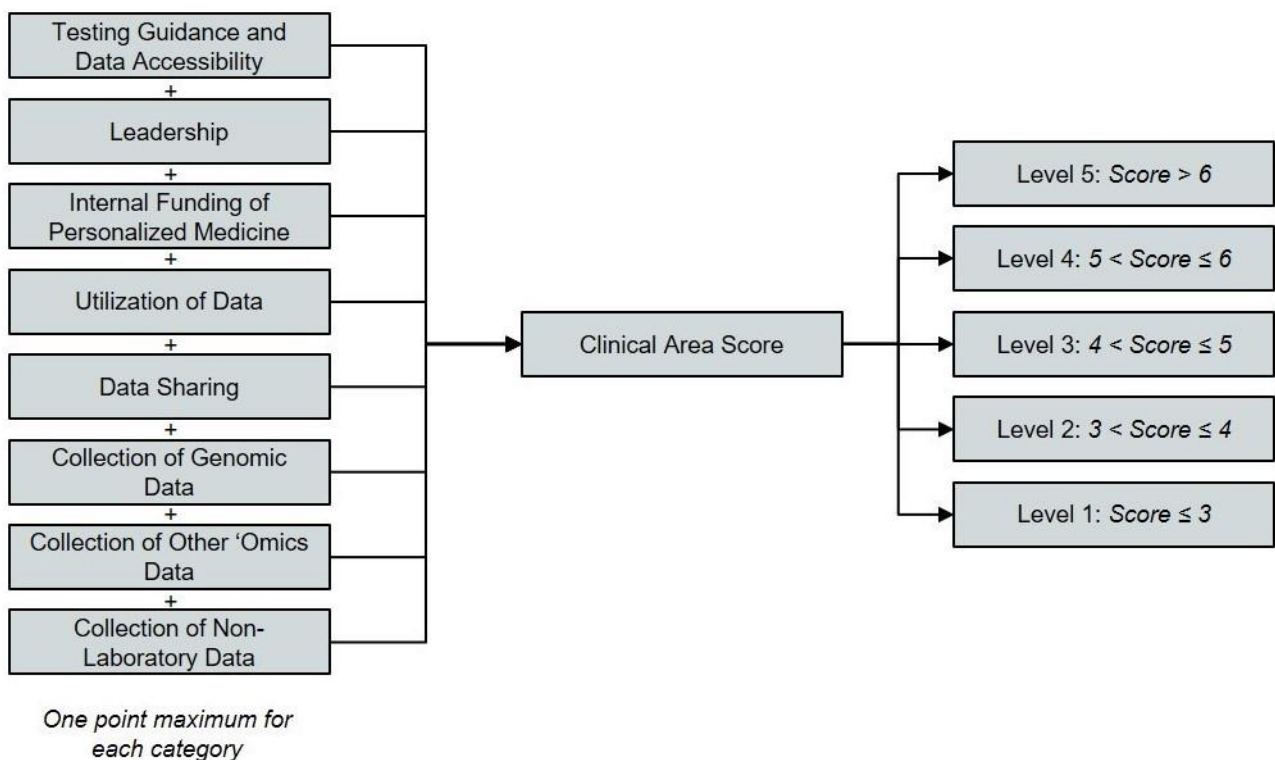 Testing Guidance and
Data Accessibility
+
Leadership
+
Internal Funding of
Personalized Medicine
+
Utilization of Data
+
Data Sharing
+
Collection of Genomic
Data
+
Collection of Other ‘Omics
Data
+
Collection of Non-
Laboratory Data
One point maximum for
each category
Clinical Area Score
Level 5: Score > 6
Level 4: 5 < Score ≤ 6
Level 3: 4 < Score ≤ 5
Level 2: 3 < Score ≤ 4
Level 1: Score ≤ 3